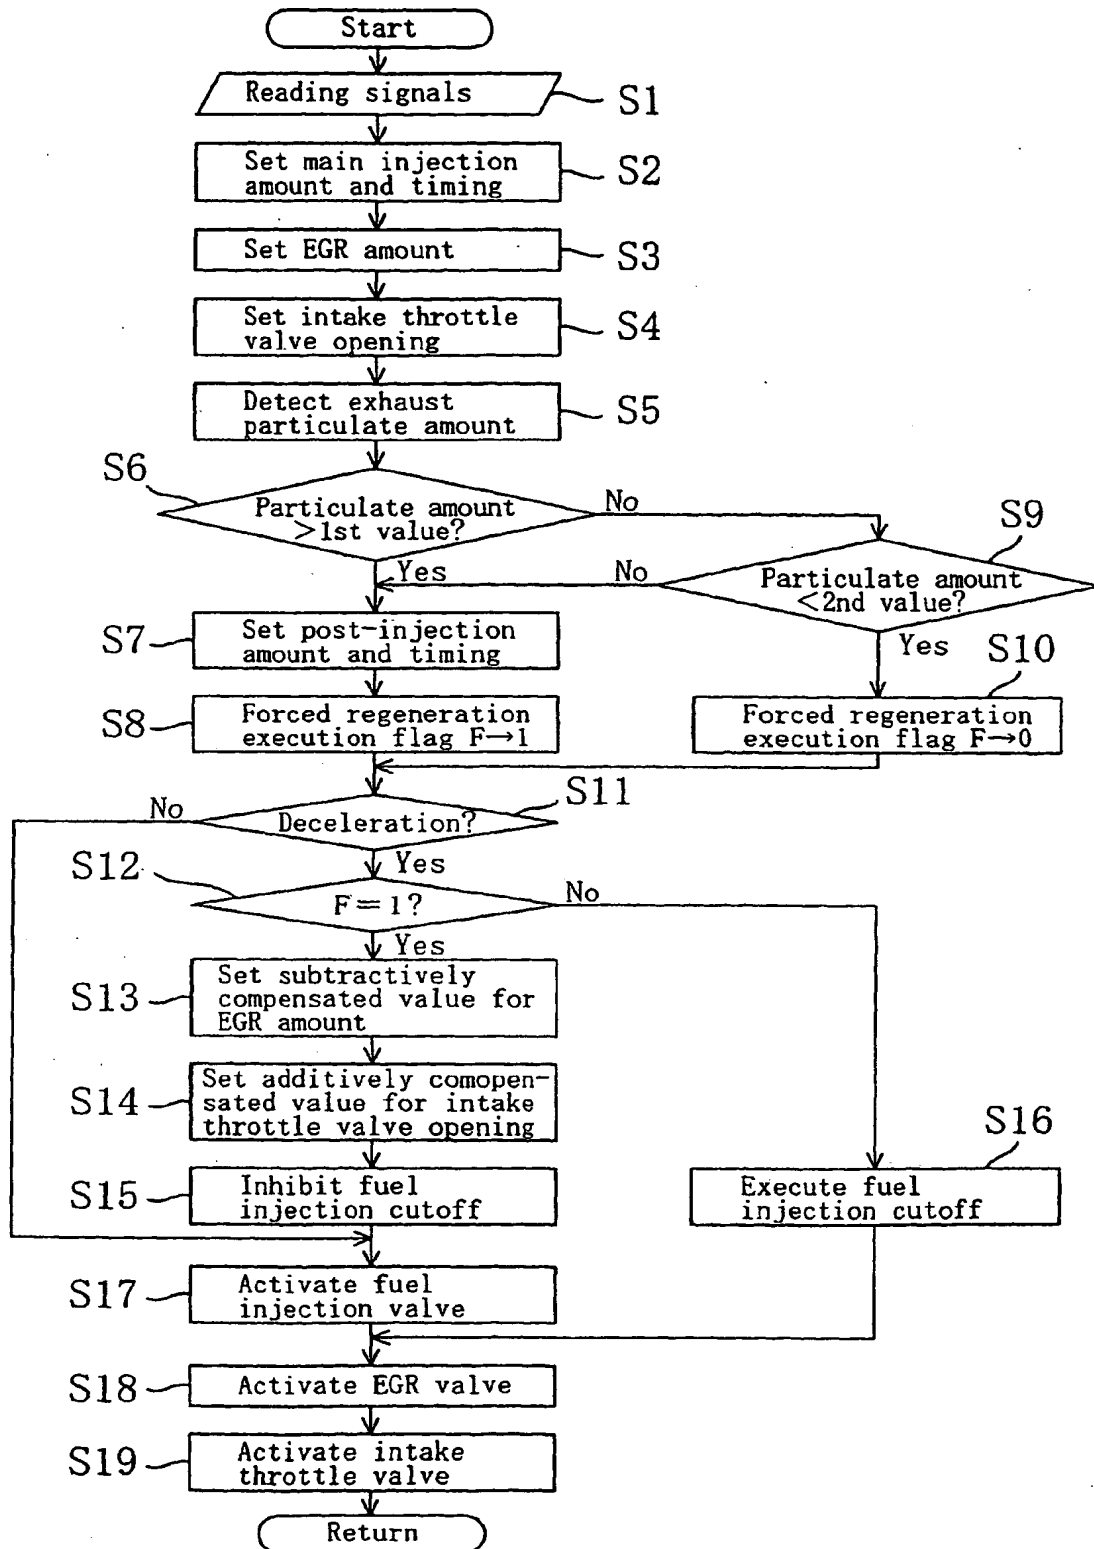 Start
Reading signals
S1
Set main injection
amount and timing
S2
Set EGR amount
S3
Set intake throttle
valve opening
S4
Detect exhaust
particulate amount
S5
S6
Particulate amount
>1st value?
No
Yes
S9
Particulate amount
<2nd value?
No
Yes
S7
Set post-injection
amount and timing
S8
Forced regeneration
execution flag F→1
S10
Forced regeneration
execution flag F→0
S11
Deceleration?
No
Yes
S12
F=1?
No
Yes
S13
Set subtractively
compensated value for
EGR amount
S14
Set additively comopen-
sated value for intake
throttle valve opening
S15
Inhibit fuel
injection cutoff
S16
Execute fuel
injection cutoff
S17
Activate fuel
injection valve
S18
Activate EGR valve
S19
Activate intake
throttle valve
Return